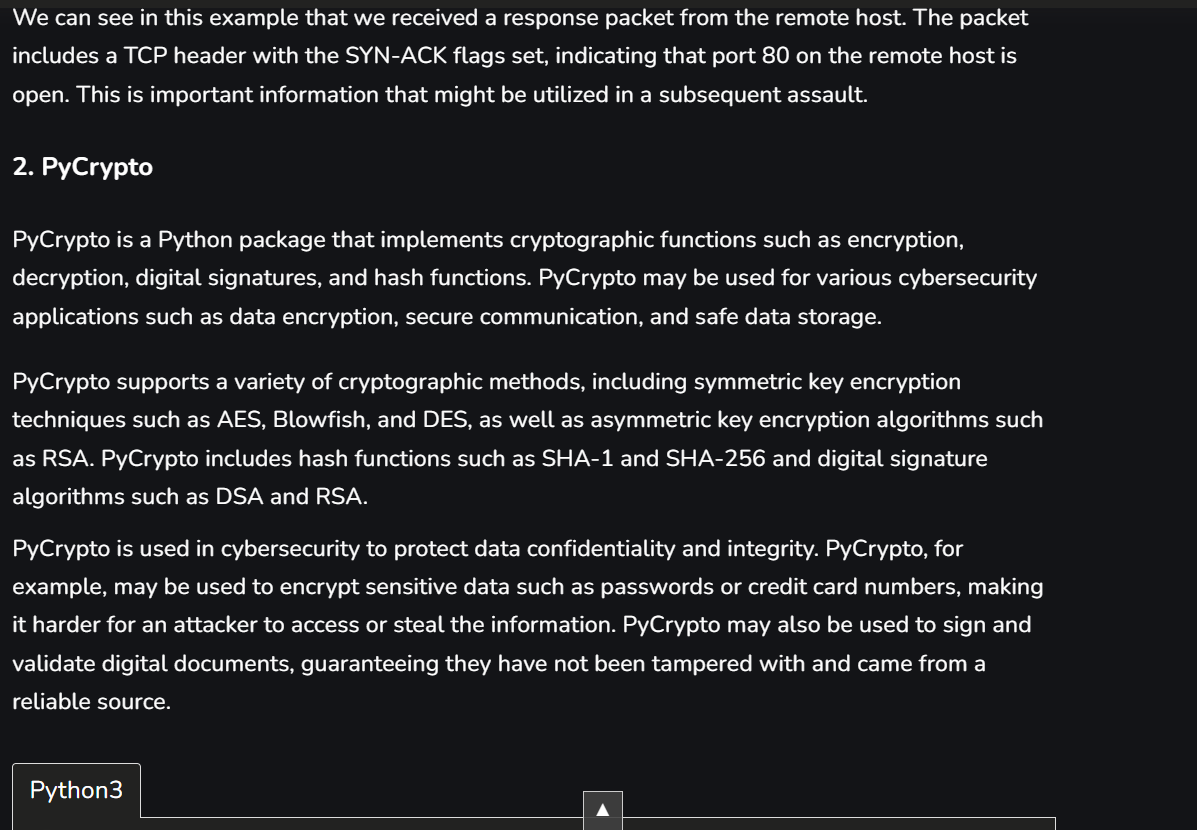 We can see in this example that we received a response packet from the remote host. The packet
includes a TCP header with the SYN-ACK flags set, indicating that port 80 on the remote host is
open. This is important information that might be utilized in a subsequent assault.
2. PyCrypto
PyCrypto is a Python package that implements cryptographic functions such as encryption,
decryption, digital signatures, and hash functions. PyCrypto may be used for various cybersecurity
applications such as data encryption, secure communication, and safe data storage.
PyCrypto supports a variety of cryptographic methods, including symmetric key encryption
techniques such as AES, Blowfish, and DES, as well as asymmetric key encryption algorithms such
as RSA. PyCrypto includes hash functions such as SHA-1 and SHA-256 and digital signature
algorithms such as DSA and RSA.
PyCrypto is used in cybersecurity to protect data confidentiality and integrity. PyCrypto, for
example, may be used to encrypt sensitive data such as passwords or credit card numbers, making
it harder for an attacker to access or steal the information. PyCrypto may also be used to sign and
validate digital documents, guaranteeing they have not been tampered with and came from a
reliable source.
Python3